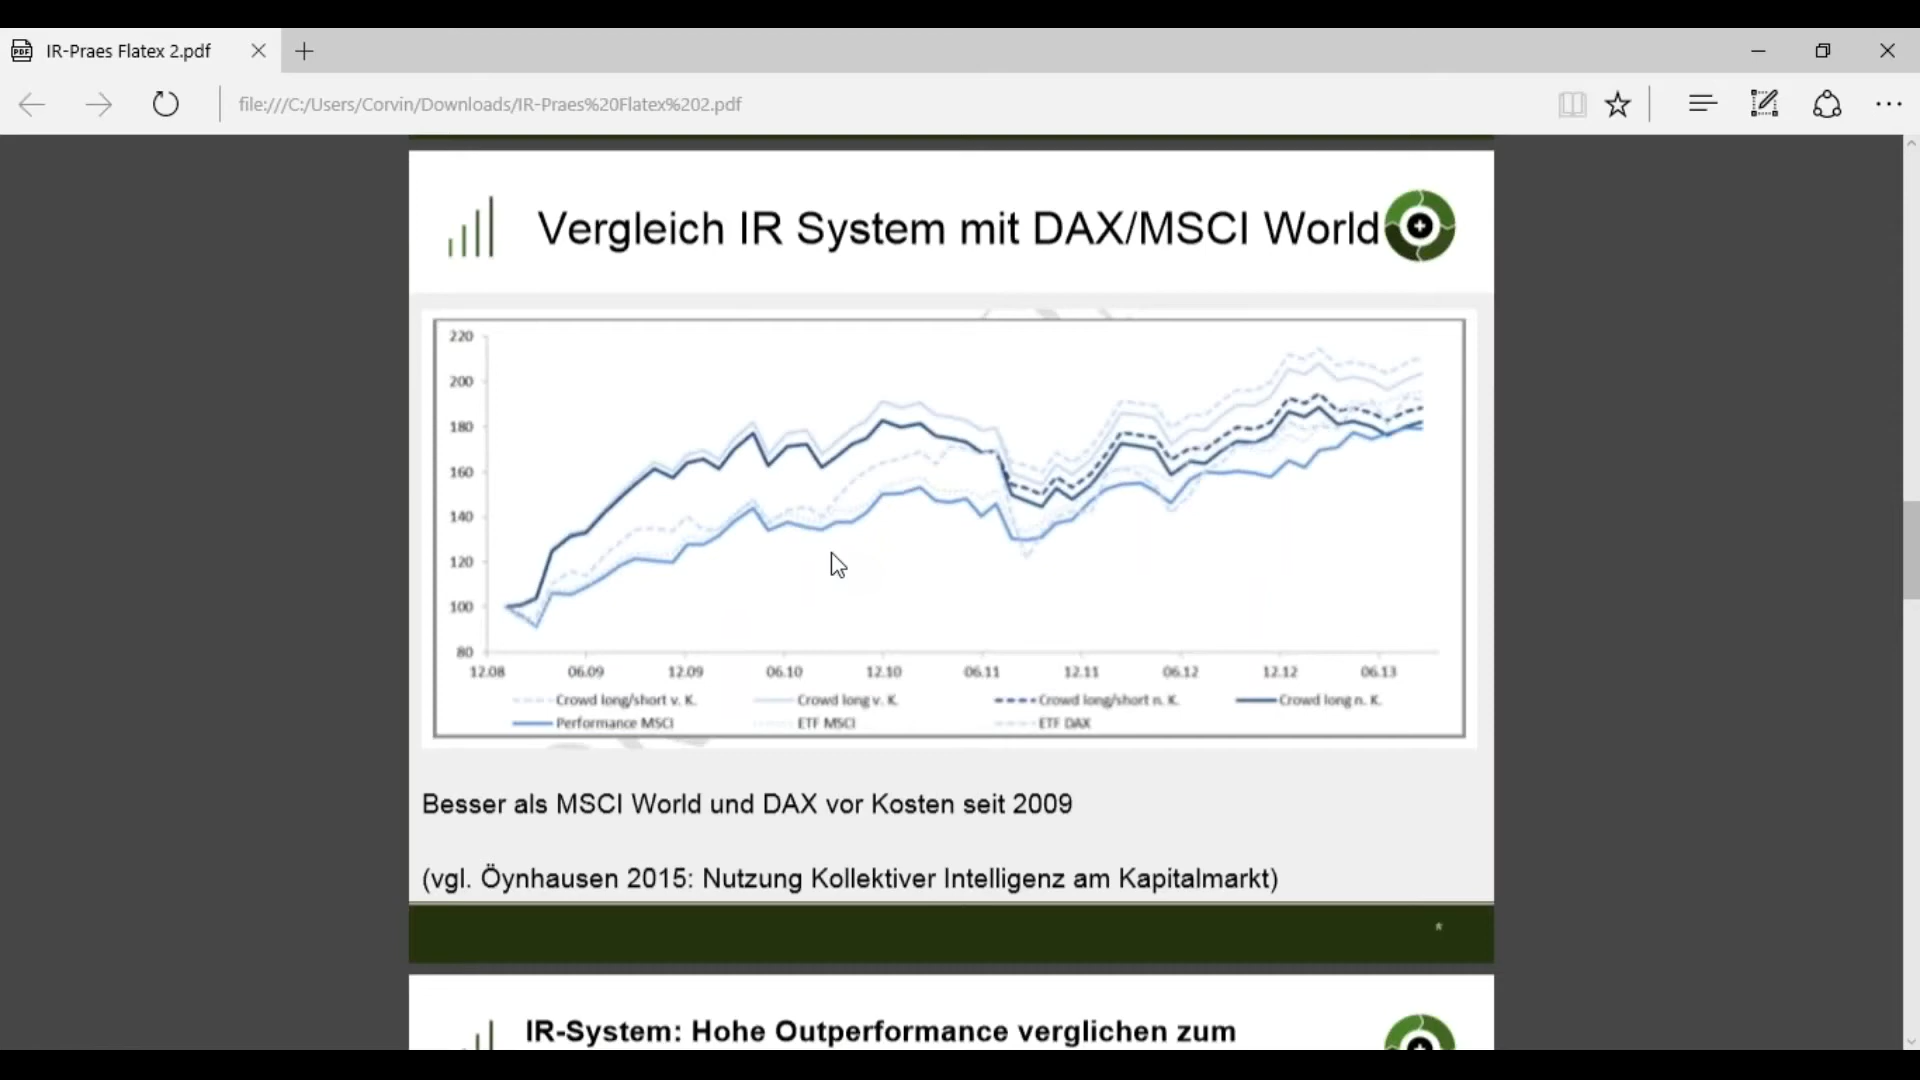 IR-Praes Flatex 2.pdf
file:///C:/Users/Corvin/Downloads/IR-Praes%20Flatex%202.pdf
Vergleich IR System mit DAX/MSCI World
220
200
180
160
140
120
100
80
12.08 06.09 12.09 06.10 12.10 06.11 12.11 06.12 12.12 06.13
Crowd long/short v. K. Crowd long v. K. Crowd long/short n. K. Crowd long n. K.
Performance MSCI ETF MSCI ETF DAX
Besser als MSCI World und DAX vor Kosten seit 2009
(vgl. Öynhausen 2015: Nutzung Kollektiver Intelligenz am Kapitalmarkt)
*
IR-System: Hohe Outperformance verglichen zum